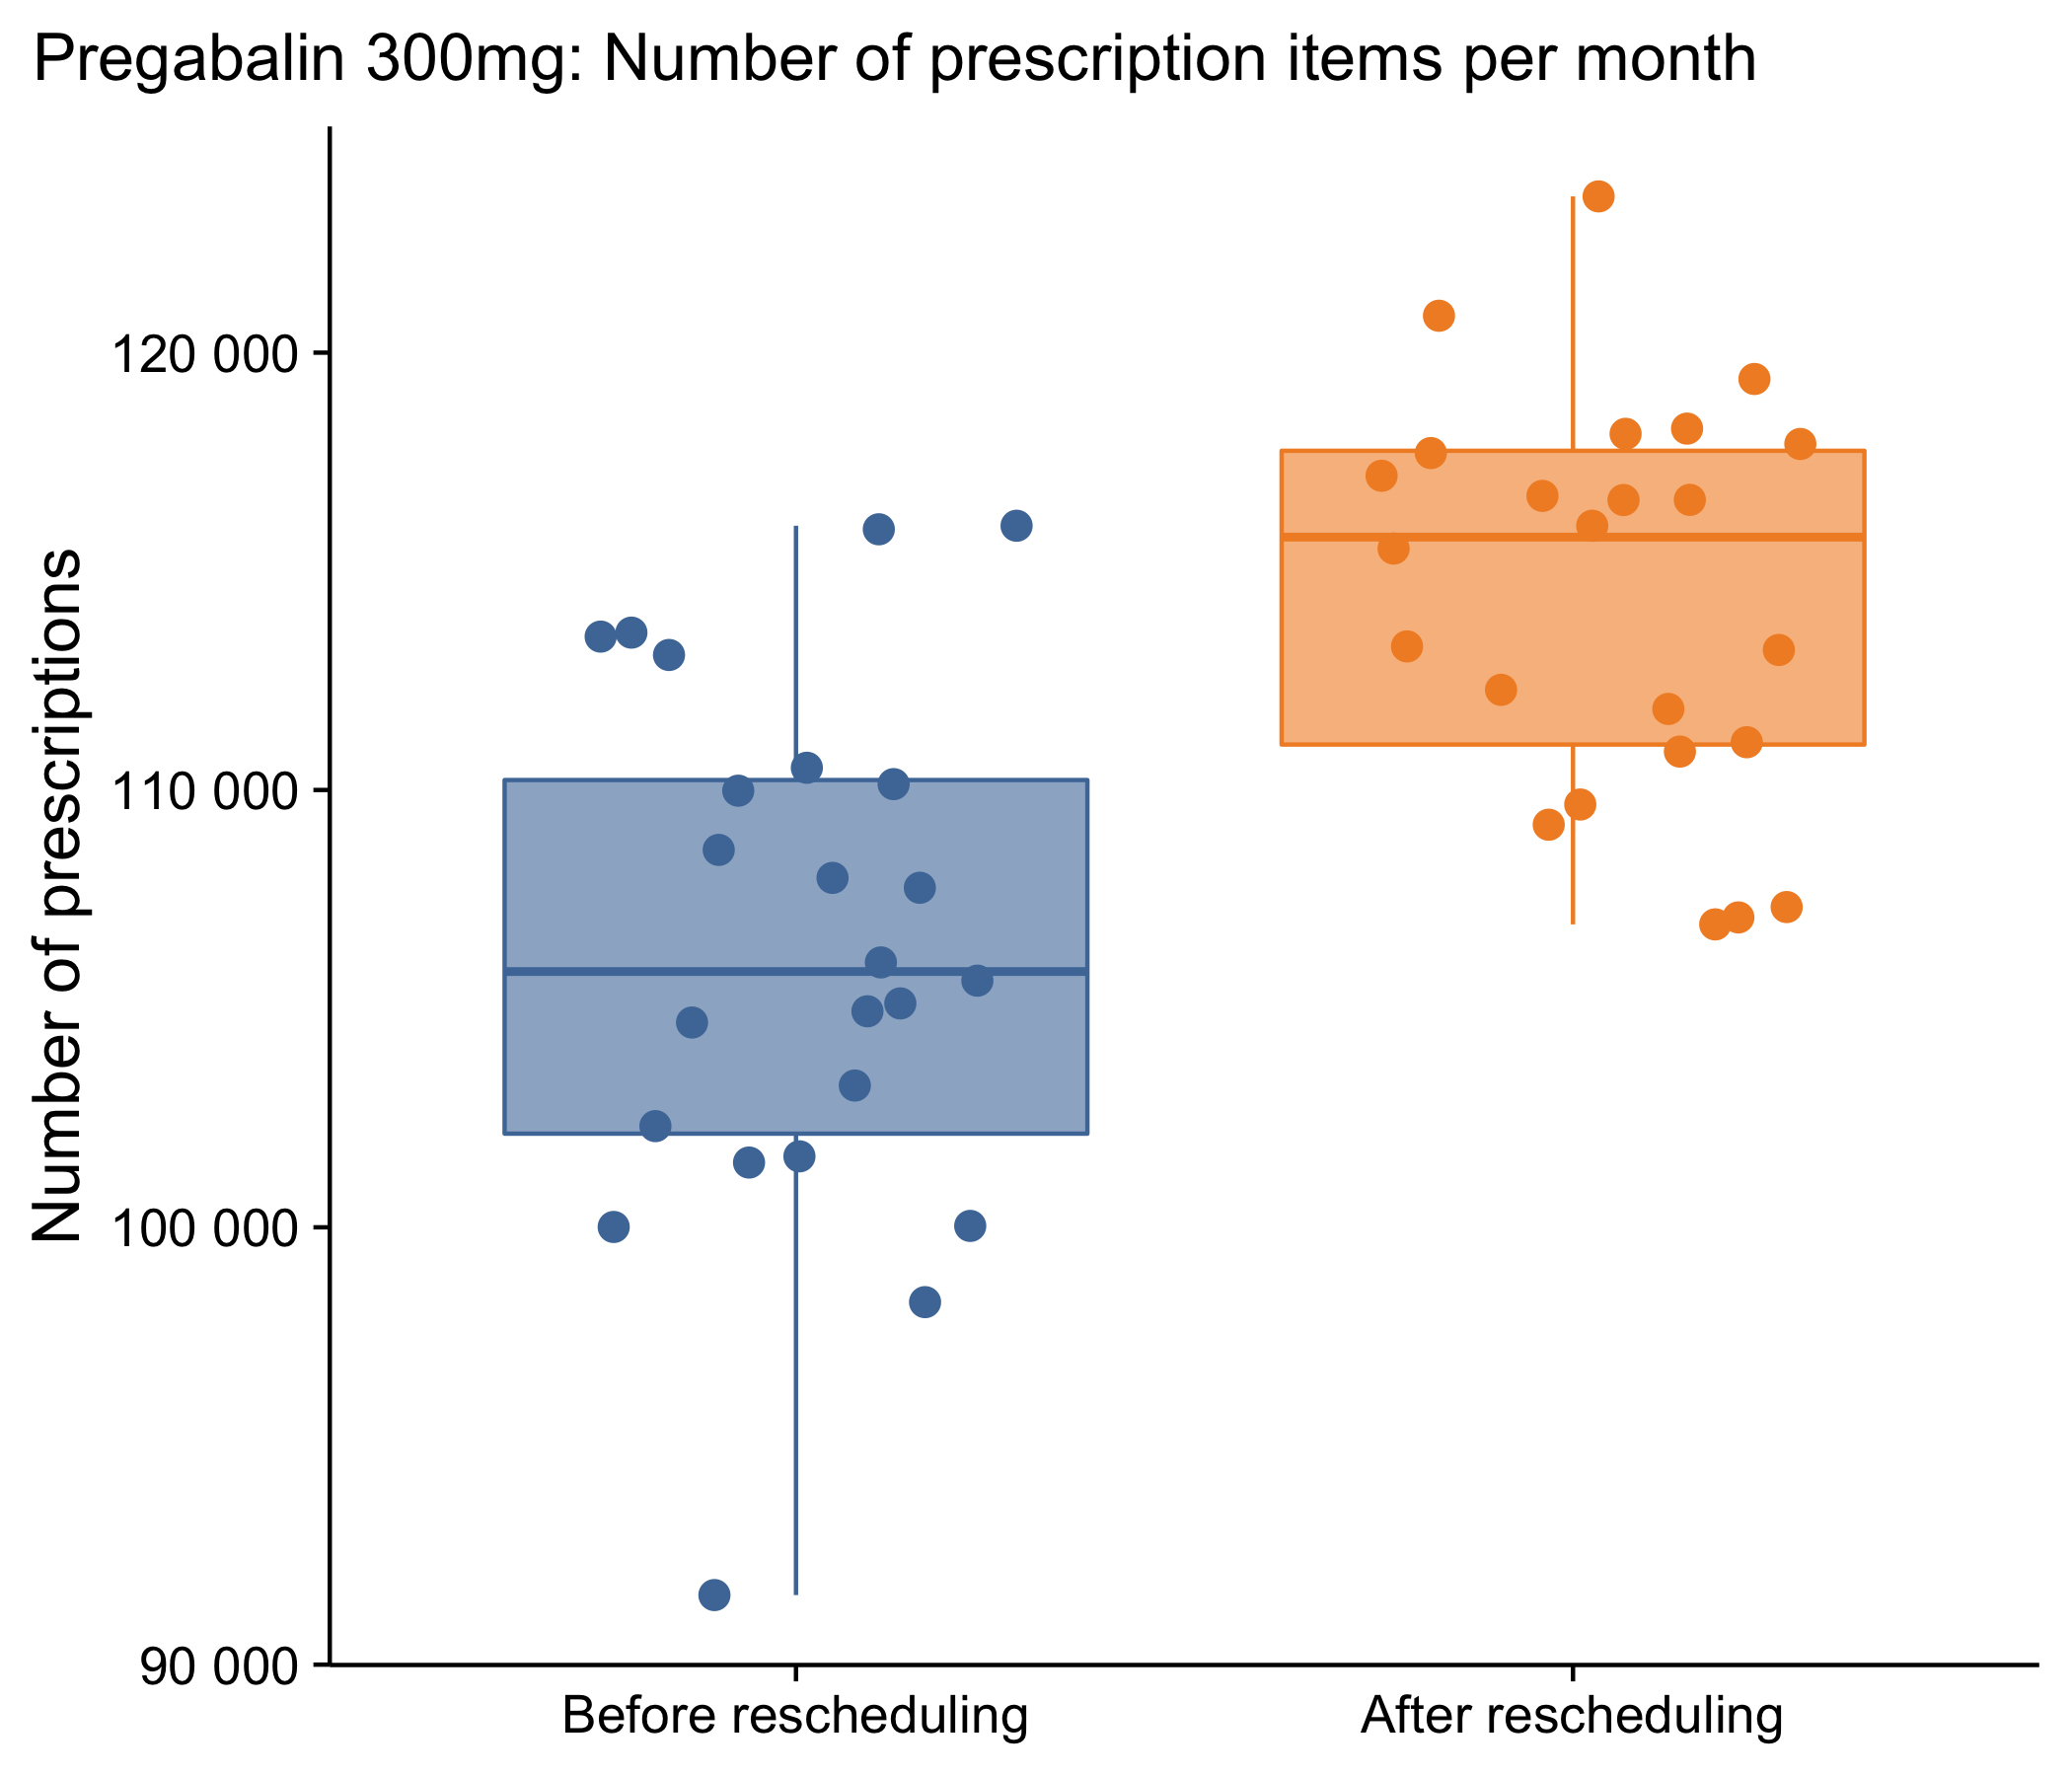 Pregabalin 300mg: Number of prescription items per month
Number of prescriptions
120 000
110 000
100 000
90 000
Before rescheduling
After rescheduling